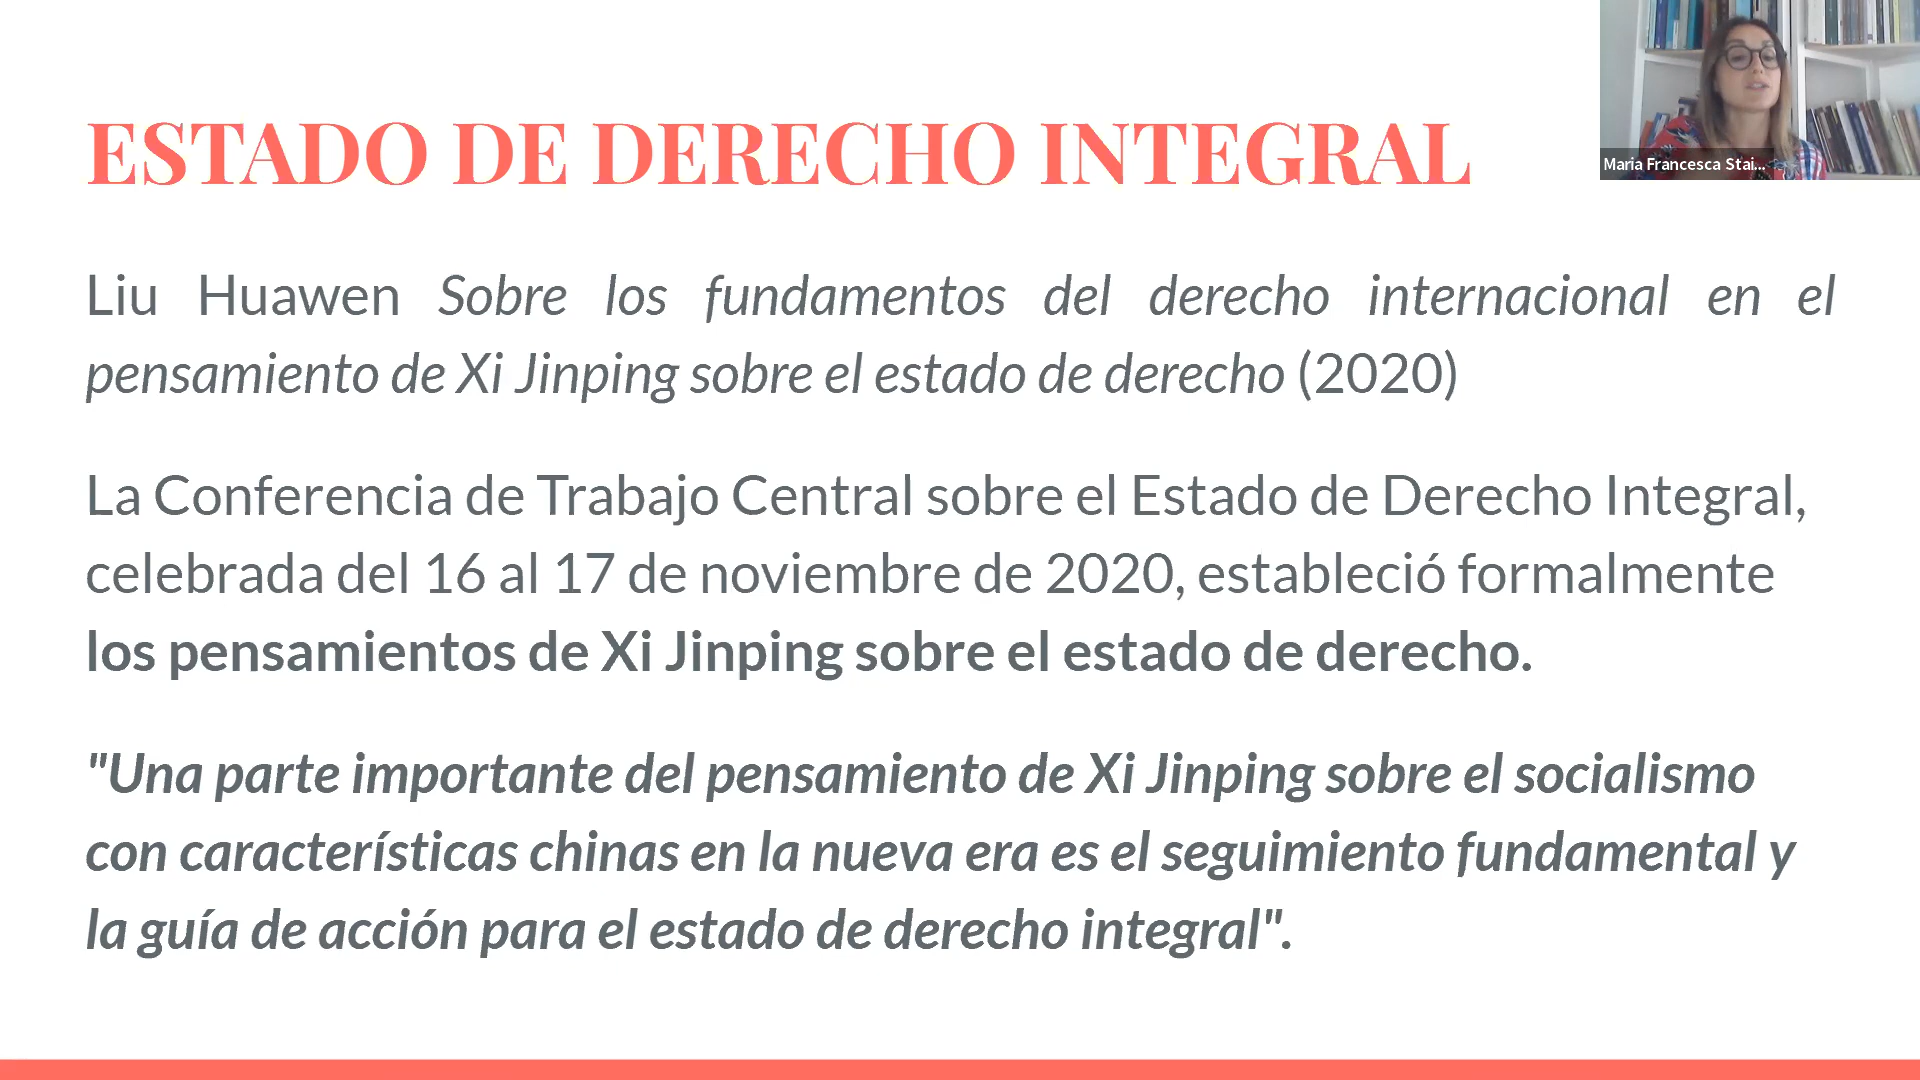 ESTADO DE DERECHO INTEGRAL
Maria Francesca Stai...
Liu Huawen Sobre los fundamentos del derecho internacional en el
pensamiento de Xi Jinping sobre el estado de derecho (2020)
La Conferencia de Trabajo Central sobre el Estado de Derecho Integral,
celebrada del 16 al 17 de noviembre de 2020, estableció formalmente
los pensamientos de Xi Jinping sobre el estado de derecho.
"Una parte importante del pensamiento de Xi Jinping sobre el socialismo
con características chinas en la nueva era es el seguimiento fundamental y
la guía de acción para el estado de derecho integral".